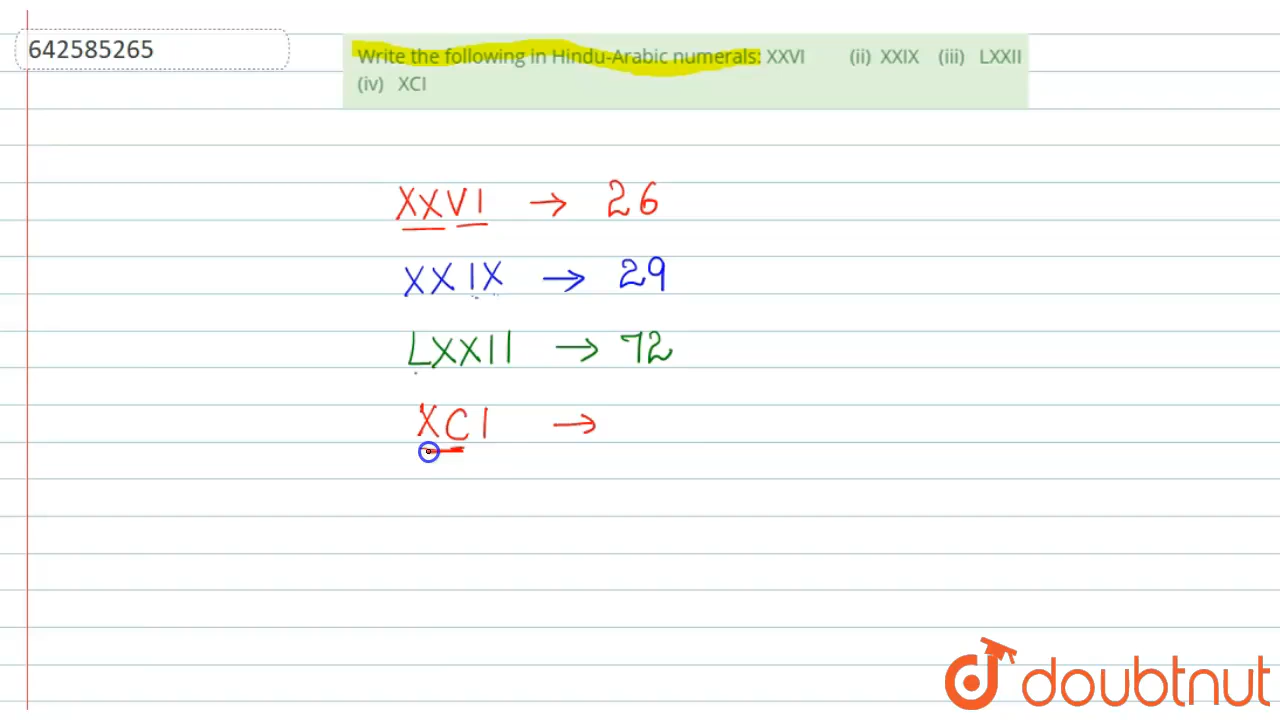 642585265
Write the following in Hindu-Arabic numerals: XXVI (ii) XXIX (iii) LXXII
(iv) XCI
XXVI → 26
XXIX → 29
LXXII → 72
XCI →
doubtnut